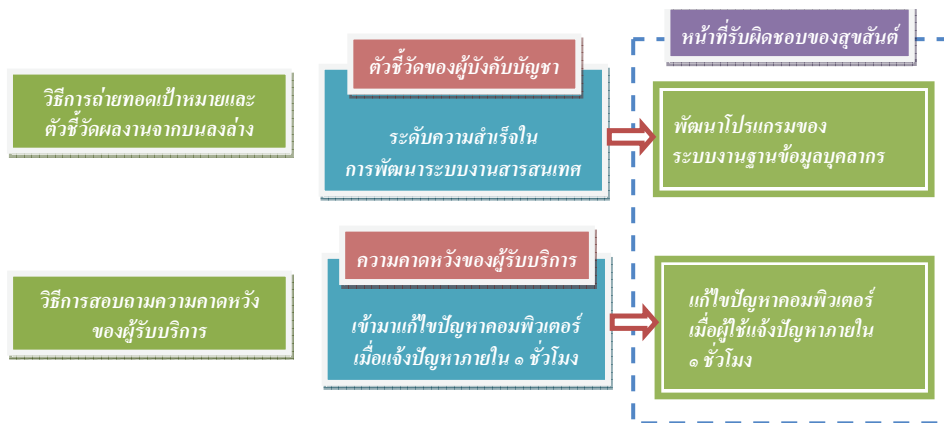 หน้าที่รับผิดชอบของสุขสันต์
ตัวชี้วัดของผู้บังคับบัญชา
วิธีการถ่ายทอดเป้าหมายและ
ตัวชี้วัดผลงานจากบนลงล่าง
ระดับความสำเร็จใน
การพัฒนาระบบงานสารสนเทศ
พัฒนาโปรแกรมของ
ระบบงานฐานข้อมูลบุคลากร
ความคาดหวังของผู้รับบริการ
วิธีการสอบถามความคาดหวัง
ของผู้รับบริการ
เข้ามาแก้ไขปัญหาคอมพิวเตอร์
เมื่อแจ้งปัญหาภายใน ๑ ชั่วโมง
แก้ไขปัญหาคอมพิวเตอร์
เมื่อผู้ใช้แจ้งปัญหาภายใน
๑ ชั่วโมง